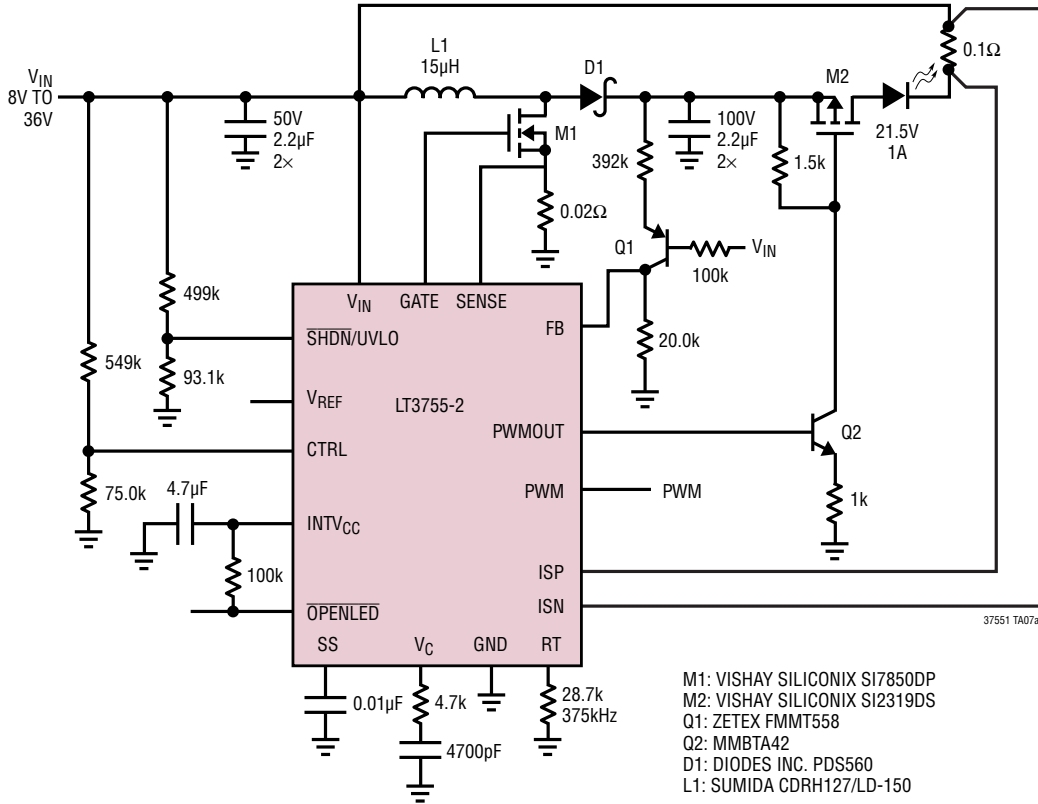 L1
15µH
D1
0.1Ω
VIN
8V TO
36V
M2
50V
2.2µF
2×
M1
100V
2.2µF
2×
21.5V
1A
392k
1.5k
0.02Ω
Q1
VIN
100k
499k
VIN GATE SENSE
SHDN/UVLO
FB
549k
93.1k
20.0k
VREF
LT3755-2
PWMOUT
Q2
CTRL
75.0k
4.7µF
PWM
PWM
1k
INTVCC
100k
ISP
OPENLED
ISN
37551 TA07a
SS VC GND RT
0.01µF
4.7k
28.7k
375kHz
4700pF
M1: VISHAY SILICONIX SI7850DP
M2: VISHAY SILICONIX SI2319DS
Q1: ZETEX FMMT558
Q2: MMBTA42
D1: DIODES INC. PDS560
L1: SUMIDA CDRH127/LD-150